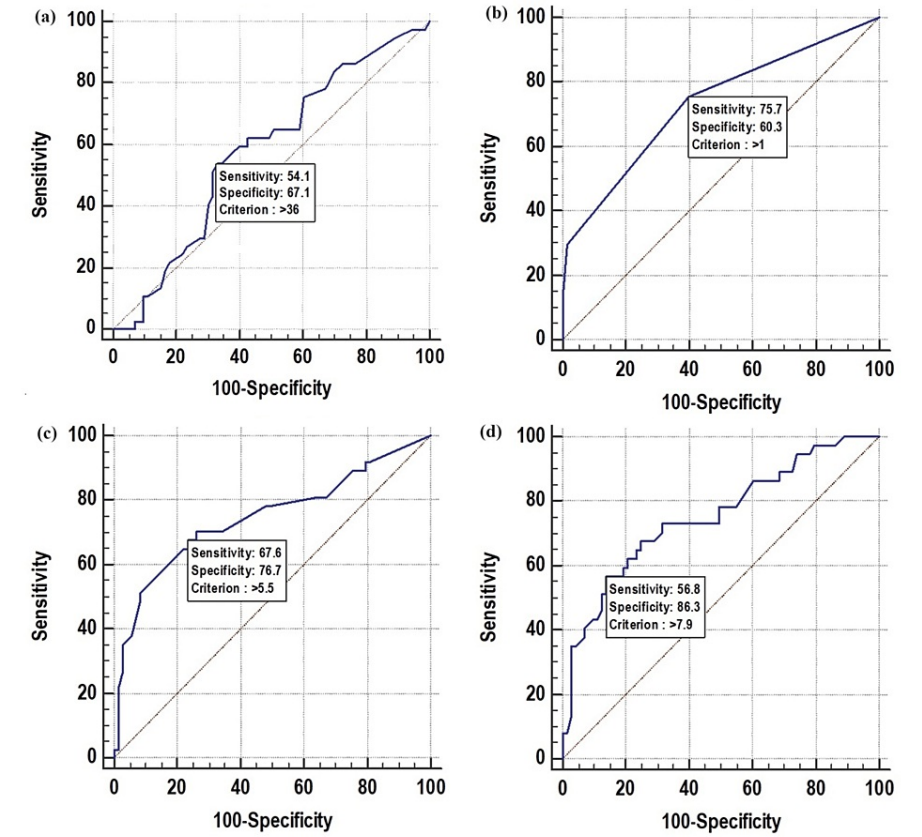 (a)
100
80
60
40
20
0
Sensitivity
Sensitivity: 54.1
Specificity: 67.1
Criterion : >36
0 20 40 60 80 100
100-Specificity
(b)
100
80
60
40
20
0
Sensitivity
Sensitivity: 75.7
Specificity: 60.3
Criterion : >1
0 20 40 60 80 100
100-Specificity
(c)
100
80
60
40
20
0
Sensitivity
Sensitivity: 67.6
Specificity: 76.7
Criterion : >5.5
0 20 40 60 80 100
100-Specificity
(d)
100
80
60
40
20
0
Sensitivity
Sensitivity: 56.8
Specificity: 86.3
Criterion : >7.9
0 20 40 60 80 100
100-Specificity